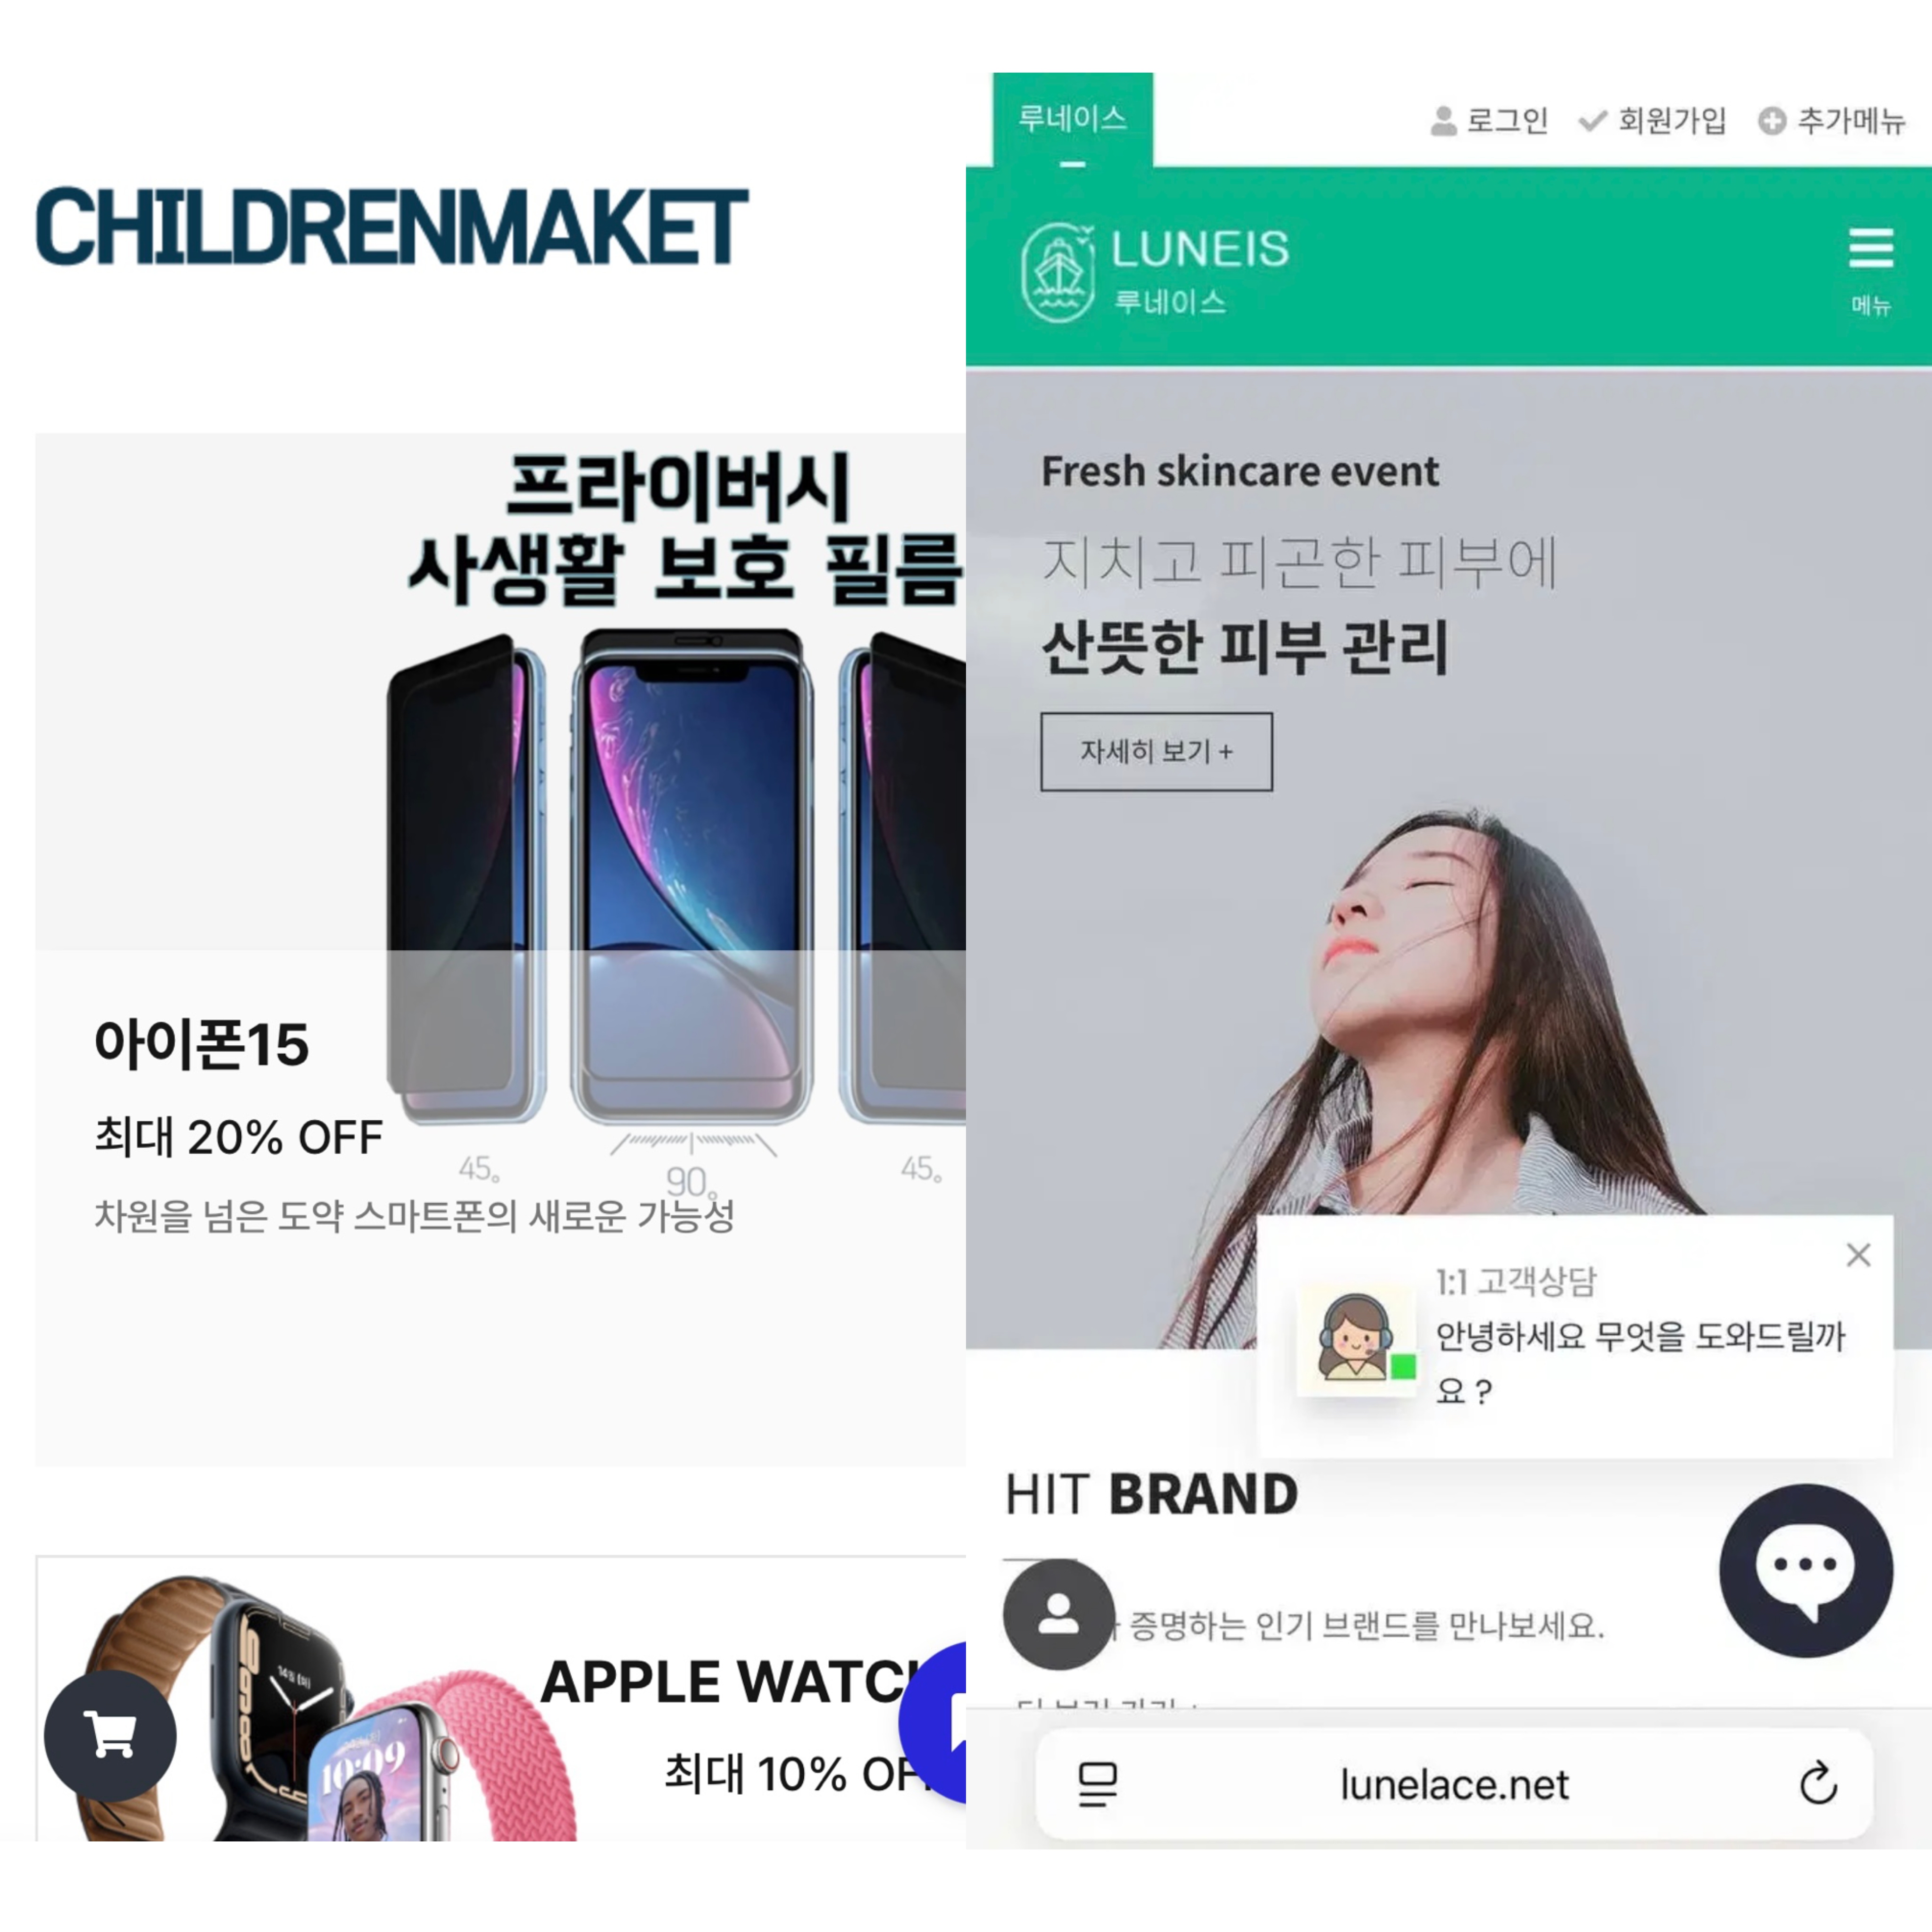 CHILDRENMAKET
프라이버시
사생활 보호 필름
아이폰15
최대 20% OFF
45°
90°
45°
차원을 넘은 도약 스마트폰의 새로운 가능성
APPLE WATC
10:09
최대 10% OF
루네이스
로그인
회원가입
추가메뉴
LUNEIS
루네이스
메뉴
Fresh skincare event
지치고 피곤한 피부에
산뜻한 피부 관리
자세히 보기 +
1:1 고객상담
안녕하세요 무엇을 도와드릴까
요 ?
HIT BRAND
증명하는 인기 브랜드를 만나보세요.
lunelace.net